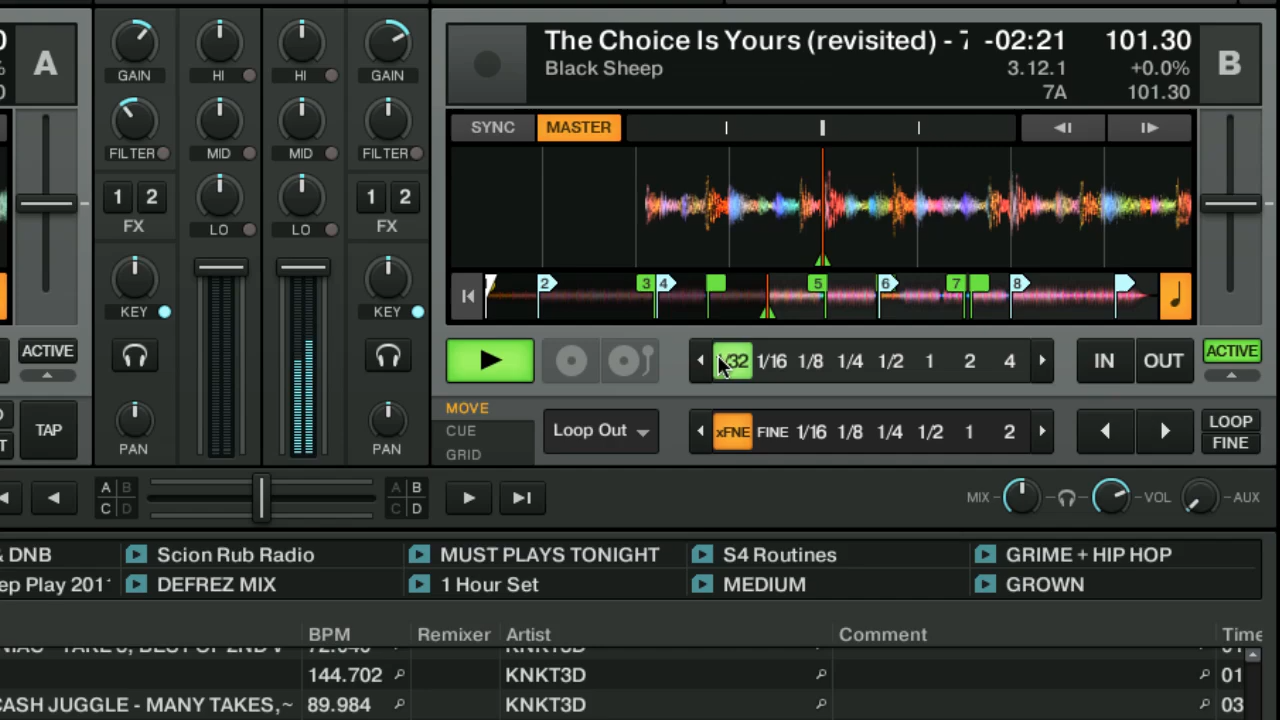 A
GAIN
HI
HI
GAIN
FILTER
MID
MID
FILTER
1 2
FX
LO
LO
1 2
FX
KEY
KEY
PAN
PAN
ACTIVE
TAP
The Choice Is Yours (revisited) - 7 -02:21 101.30
Black Sheep 3.12.1 +0.0%
7A 101.30
B
SYNC MASTER
2 3 4 5 6 7 8
1/32 1/16 1/8 1/4 1/2 1 2 4
IN OUT ACTIVE
MOVE
CUE
GRID
Loop Out
xFNE FINE 1/16 1/8 1/4 1/2 1 2
LOOP
FINE
A B
C D
A B
C D
MIX VOL AUX
& DNB Scion Rub Radio MUST PLAYS TONIGHT S4 Routines GRIME + HIP HOP
ep Play 201 DEFREZ MIX 1 Hour Set MEDIUM GROWN
BPM Remixer Artist Comment Time
144.702 KNKT3D 01
CASH JUGGLE - MANY TAKES,~ 89.984 KNKT3D 03